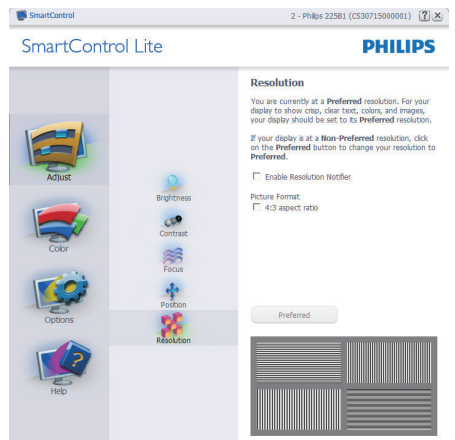 SmartControl
2 - Philips 225B1 (CS30715000001)
?
SmartControl Lite
PHILIPS
Adjust
Color
Options
Help
Brightness
Contrast
Focus
Position
Resolution
Resolution
You are currently at a Preferred resolution. For your
display to show crisp, clear text, colors, and images,
your display should be set to its Preferred resolution.
If your display is at a Non-Preferred resolution, click
on the Preferred button to change your resolution to
Preferred.
Enable Resolution Notifier
Picture Format
4:3 aspect ratio
Preferred